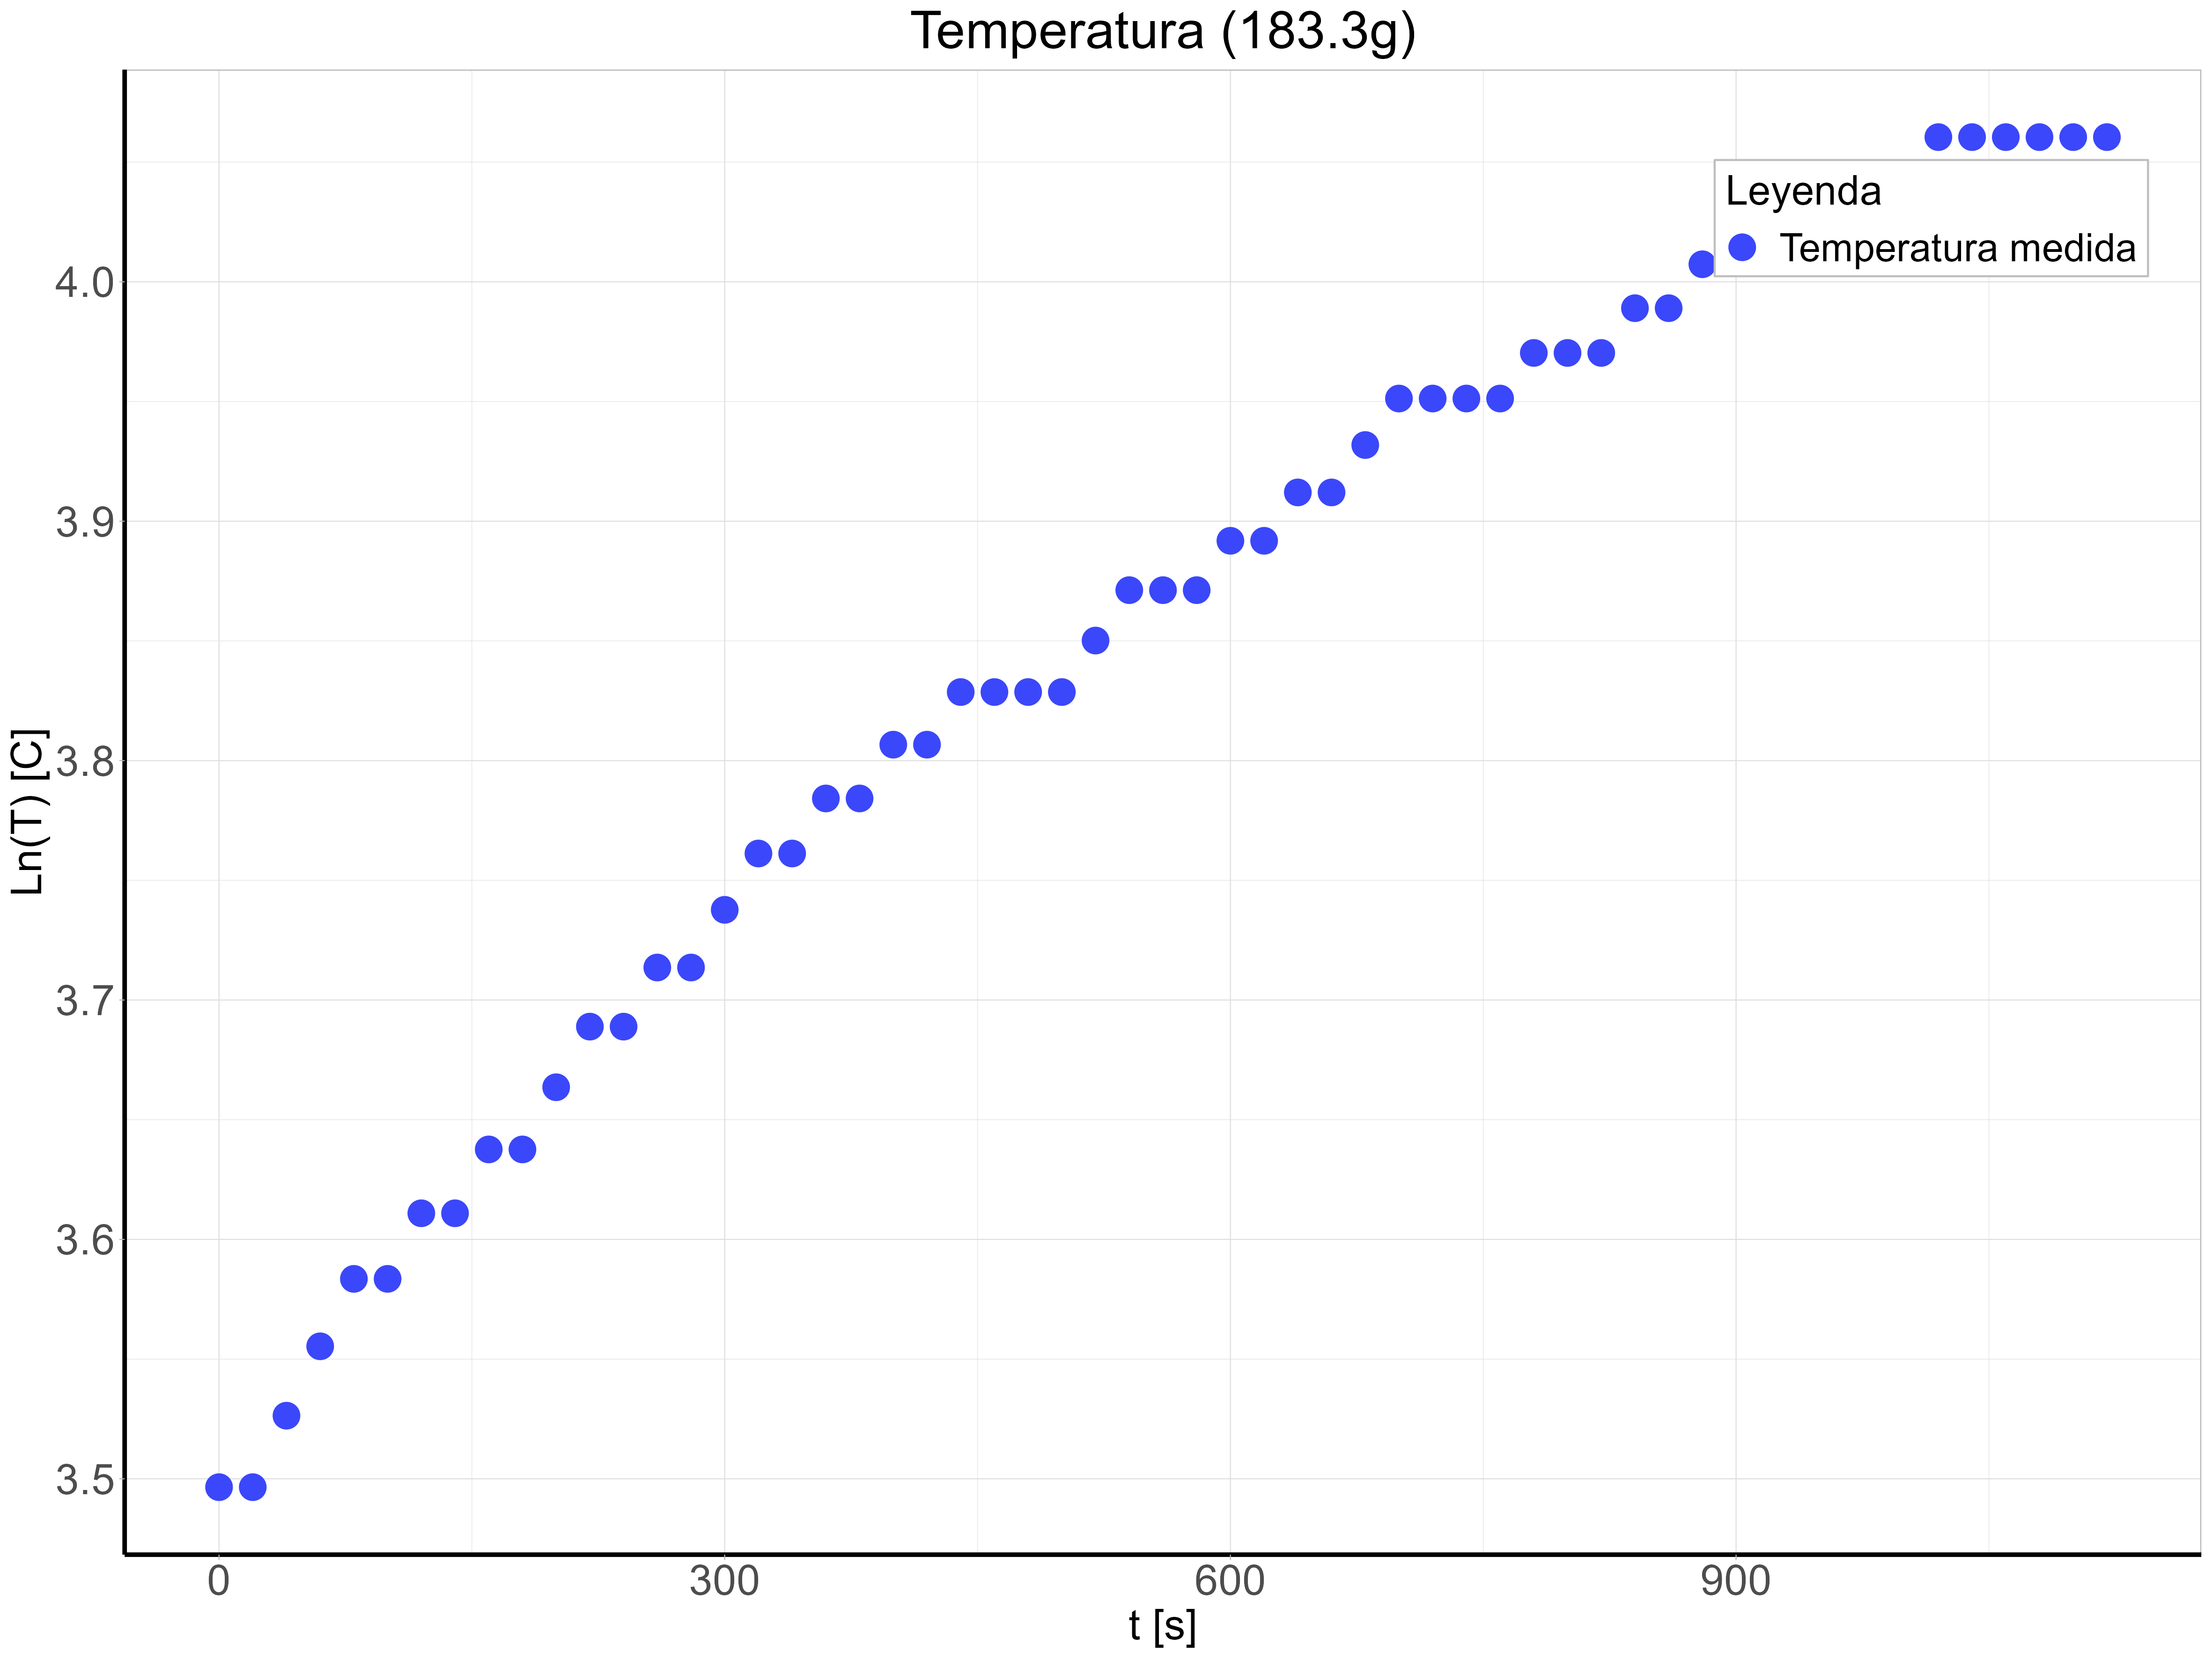 Temperatura (183.3g)
Leyenda
Temperatura medida
4.0
3.9
3.8
3.7
3.6
3.5
Ln(T) [C]
0 300 600 900
t [s]